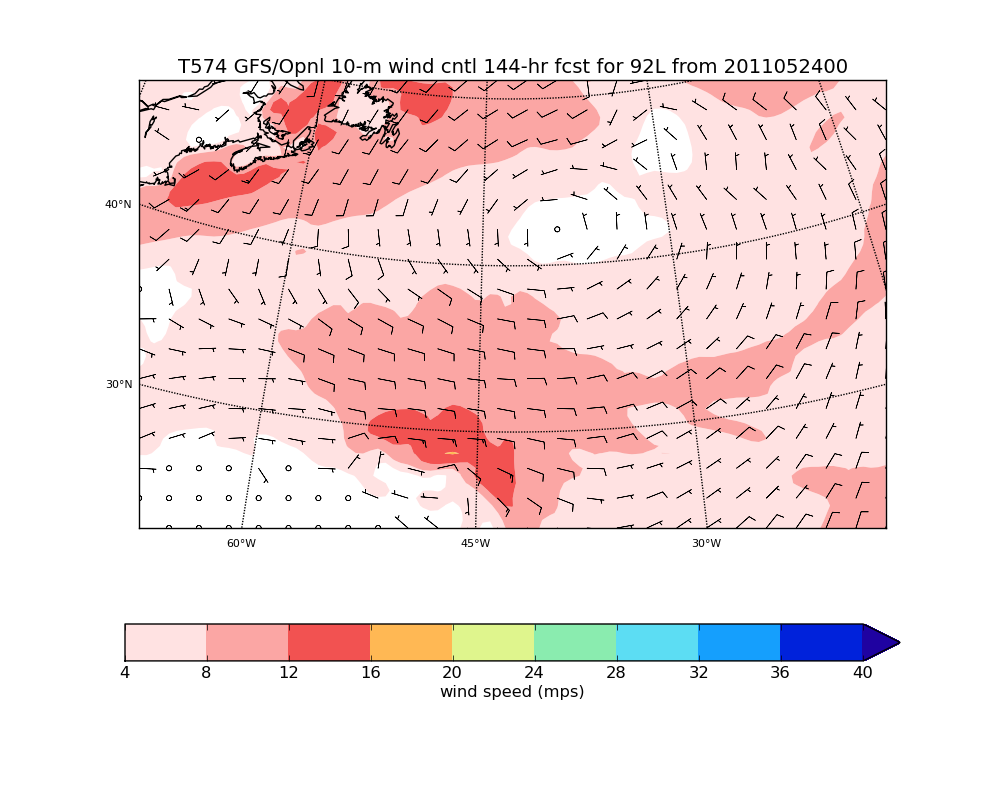 T574 GFS/Opnl 10-m wind cntl 144-hr fcst for 92L from 2011052400
40°N
30°N
60°W 45°W 30°W
4 8 12 16 20 24 28 32 36 40
wind speed (mps)